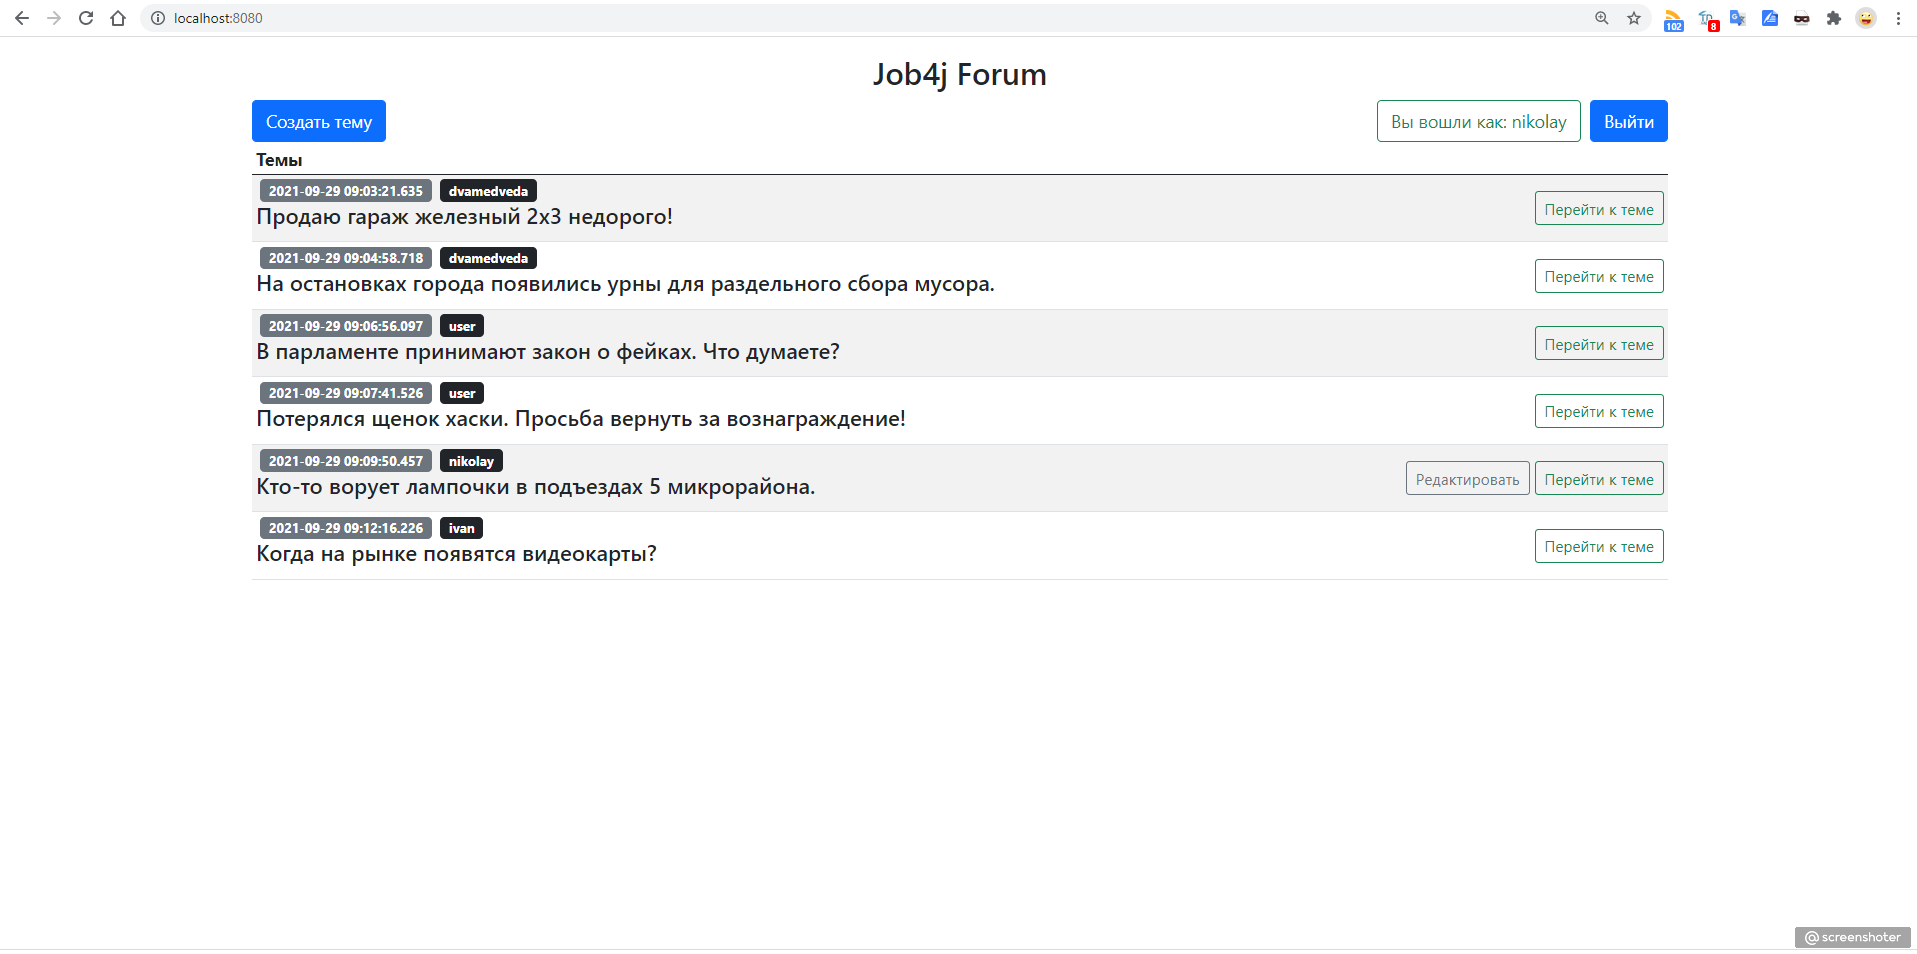 localhost:8080
102
8
Job4j Forum
Создать тему
Вы вошли как: nikolay
Выйти
Темы
2021-09-29 09:03:21.635 dvamedveda
Продаю гараж железный 2х3 недорого!
Перейти к теме
2021-09-29 09:04:58.718 dvamedveda
На остановках города появились урны для раздельного сбора мусора.
Перейти к теме
2021-09-29 09:06:56.097 user
В парламенте принимают закон о фейках. Что думаете?
Перейти к теме
2021-09-29 09:07:41.526 user
Потерялся щенок хаски. Просьба вернуть за вознаграждение!
Перейти к теме
2021-09-29 09:09:50.457 nikolay
Кто-то ворует лампочки в подъездах 5 микрорайона.
Редактировать Перейти к теме
2021-09-29 09:12:16.226 ivan
Когда на рынке появятся видеокарты?
Перейти к теме
@screenshoter